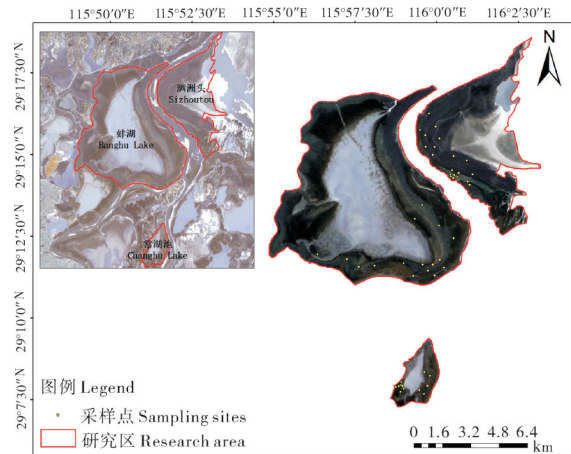 115°50′0″N 115°52′30″N 115°55′0″N 115°57′30″N 116°0′0″N 116°2′30″N
N
29°17′30″N
泗洲头
Sizhoutou
蚌湖
Banghu Lake
29°15′0″N
29°12′30″N
常湖池
Changhu Lake
29°10′0″N
29°7′30″N
图例 Legend
采样点 Sampling sites
研究区 Research area
0 1.6 3.2 4.8 6.4
km